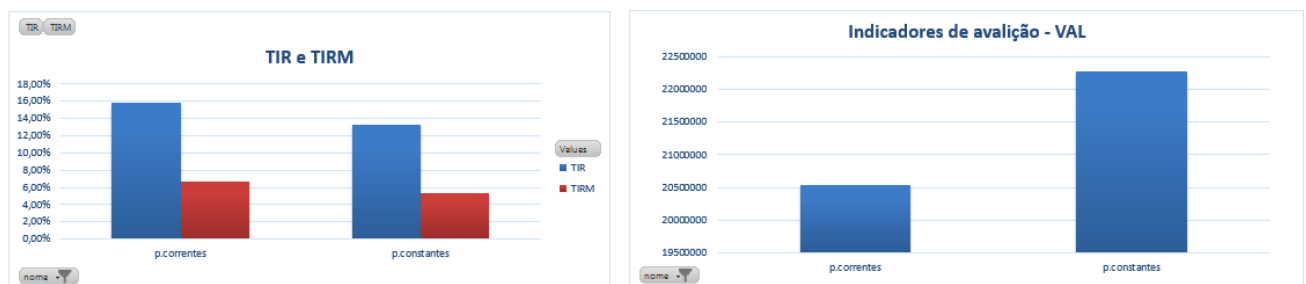 TIR TIRM
TIR e TIRM
18,00%
16,00%
14,00%
12,00%
10,00%
8,00%
6,00%
4,00%
2,00%
0,00%
p.correntes p.constantes
Values
TIR
TIRM
nome
Indicadores de avalição - VAL
22500000
22000000
21500000
21000000
20500000
20000000
19500000
p.correntes p.constantes
nome